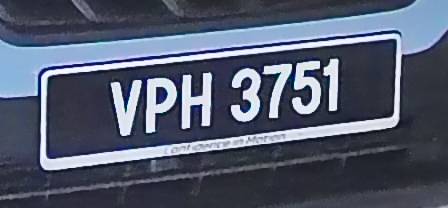 VPH 3751
Confidence in Motion